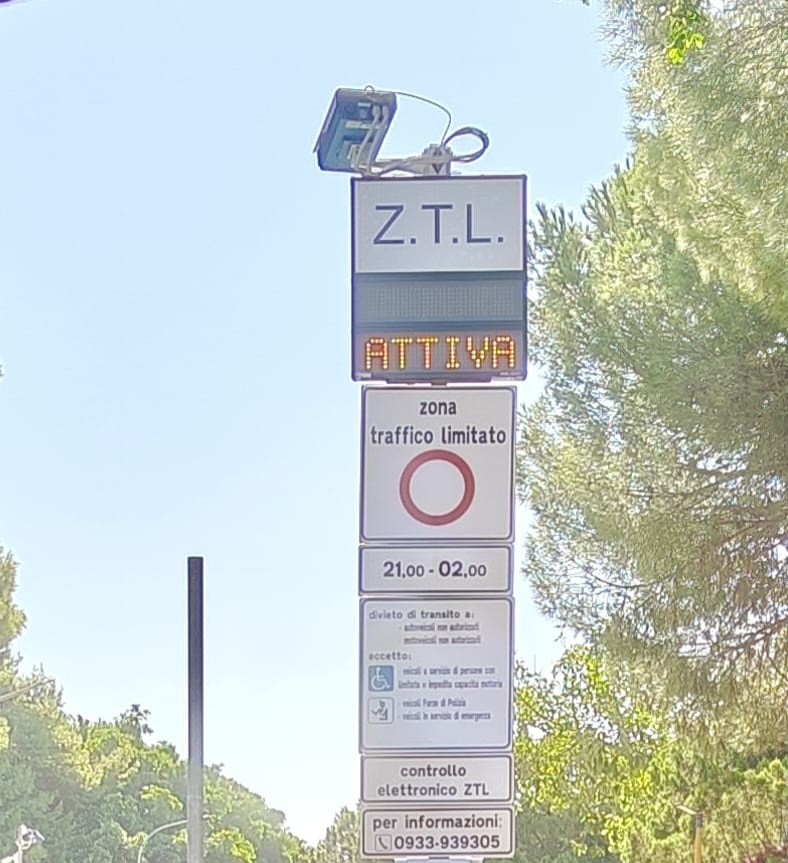 Z.T.L.
ATTIVA
zona
traffico limitato
21,00 - 02,00
divieto di transito a:
- autoveicoli non autorizzati
- motoveicoli non autorizzati
eccetto:
- veicoli a servizio di persone con
limitata o impedita capacità motoria
- veicoli Forze di Polizia
- veicoli in servizio di emergenza
controllo
elettronico ZTL
per informazioni:
0933-939305